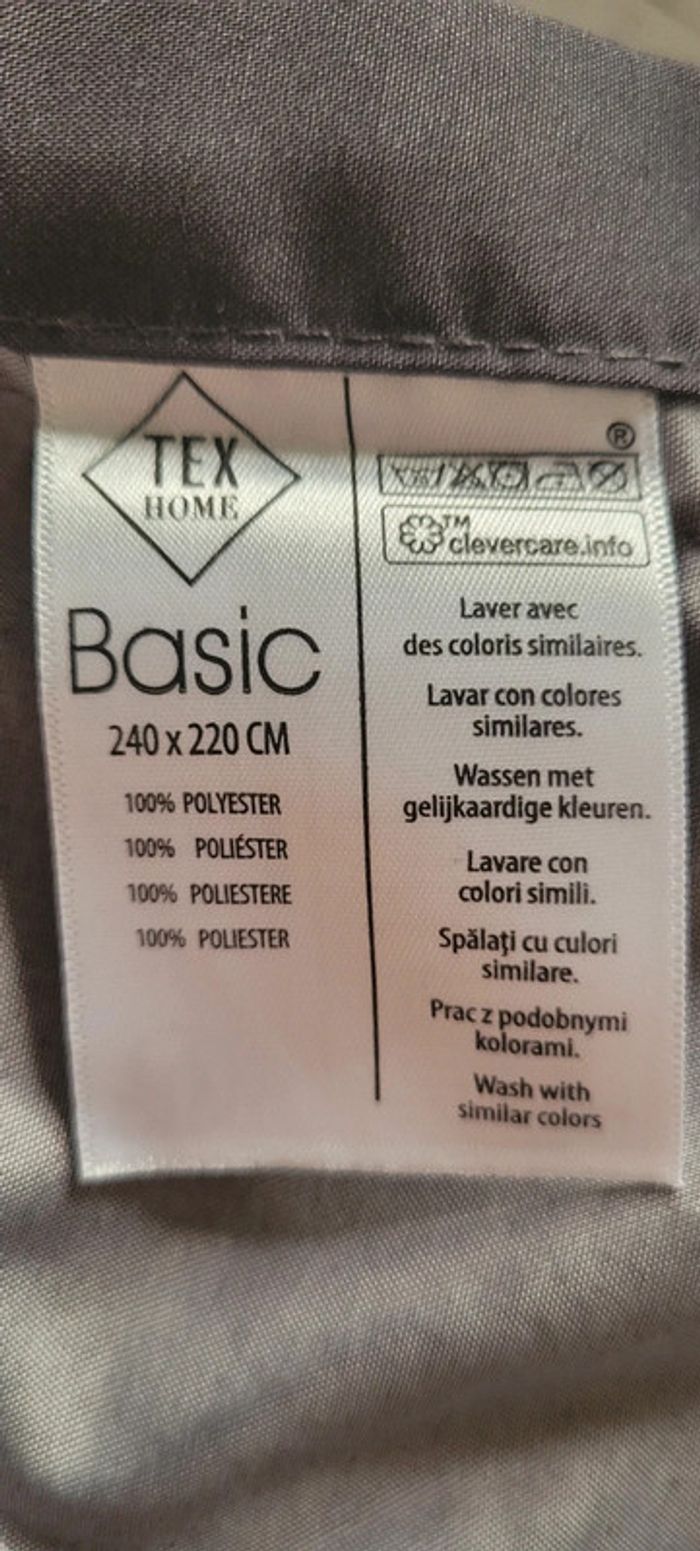 TEX
HOME
Basic
240 x 220 CM
100% POLYESTER
100% POLIÉSTER
100% POLIESTERE
100% POLIESTER
®
TM
clevercare.info
Laver avec
des coloris similaires.
Lavar con colores
similares.
Wassen met
gelijkaardige kleuren.
Lavare con
colori simili.
Spălați cu culori
similare.
Prac z podobnymi
kolorami.
Wash with
similar colors